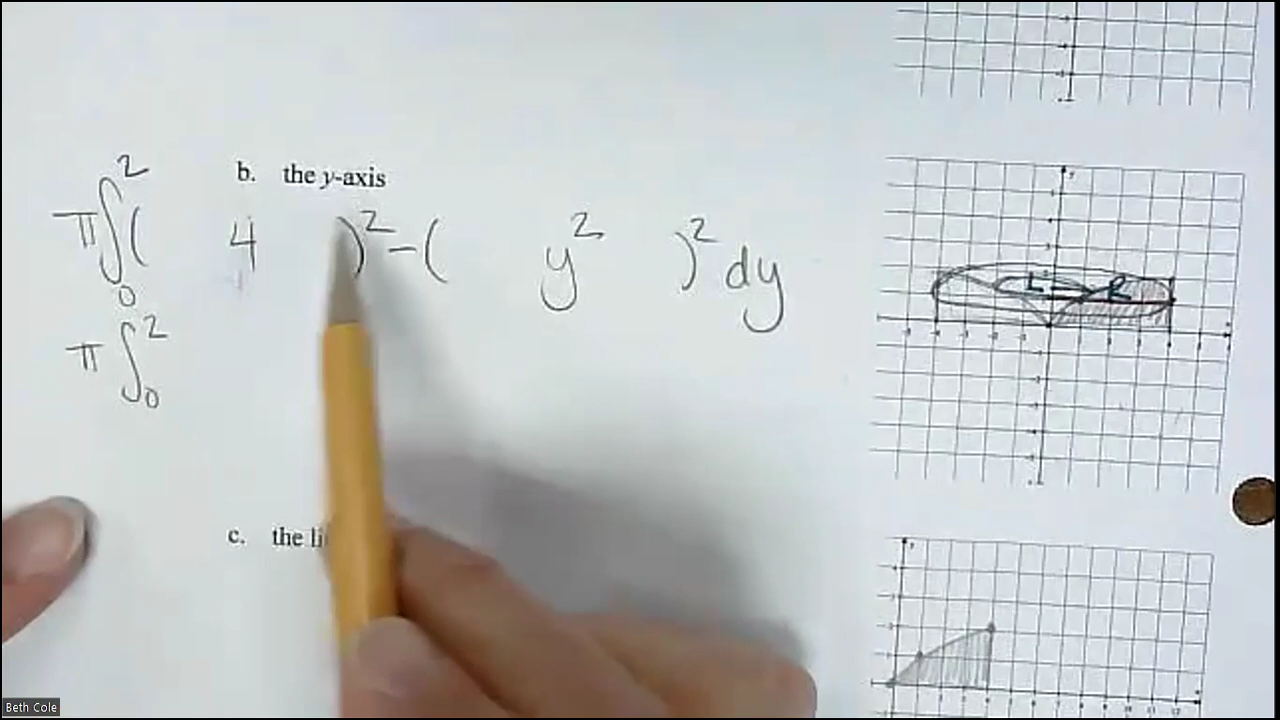 b. the y-axis
π∫₀² ( 4 )² - ( y² )² dy
π∫₀²
c. the li
r R
Beth Cole